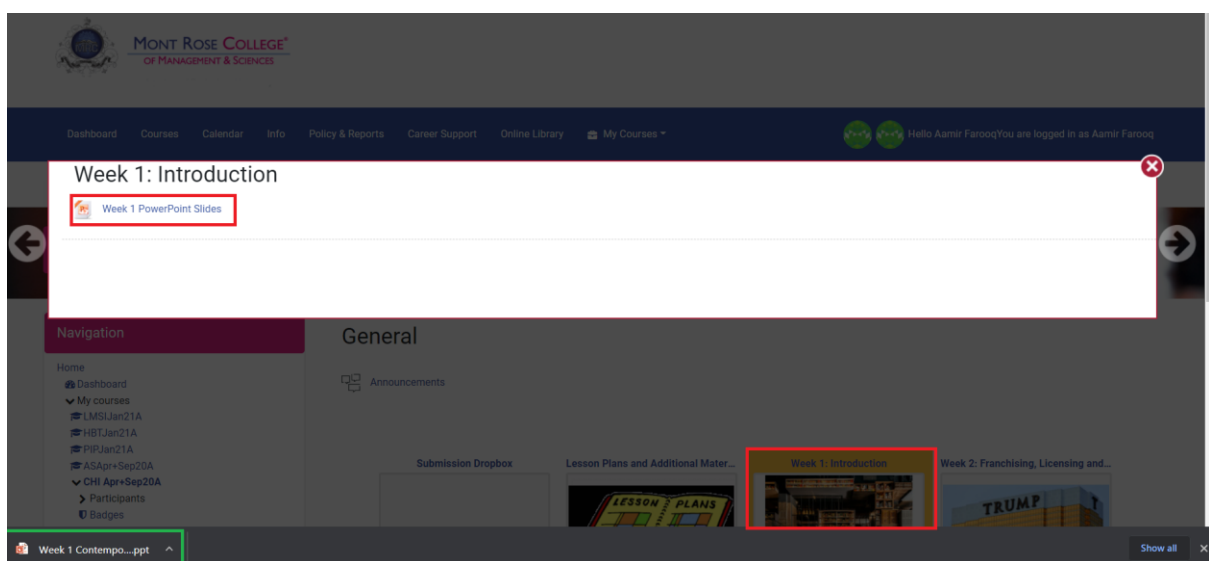 MONT ROSE COLLEGE®
OF MANAGEMENT & SCIENCES
Dashboard Courses Calendar Info Policy & Reports Career Support Online Library My Courses Hello Aamir FarooqYou are logged in as Aamir Farooq
Week 1: Introduction
Week 1 PowerPoint Slides
Navigation
General
Home
Dashboard
Announcements
My courses
LMSIJan21A
HBTJan21A
PIPJan21A
ASApr+Sep20A
CHI Apr+Sep20A
Participants
Badges
Submission Dropbox
Lesson Plans and Additional Mater...
Week 1: Introduction
Week 2: Franchising, Licensing and...
LESSON PLANS
TRUMP T
Week 1 Contempo....ppt
Show all